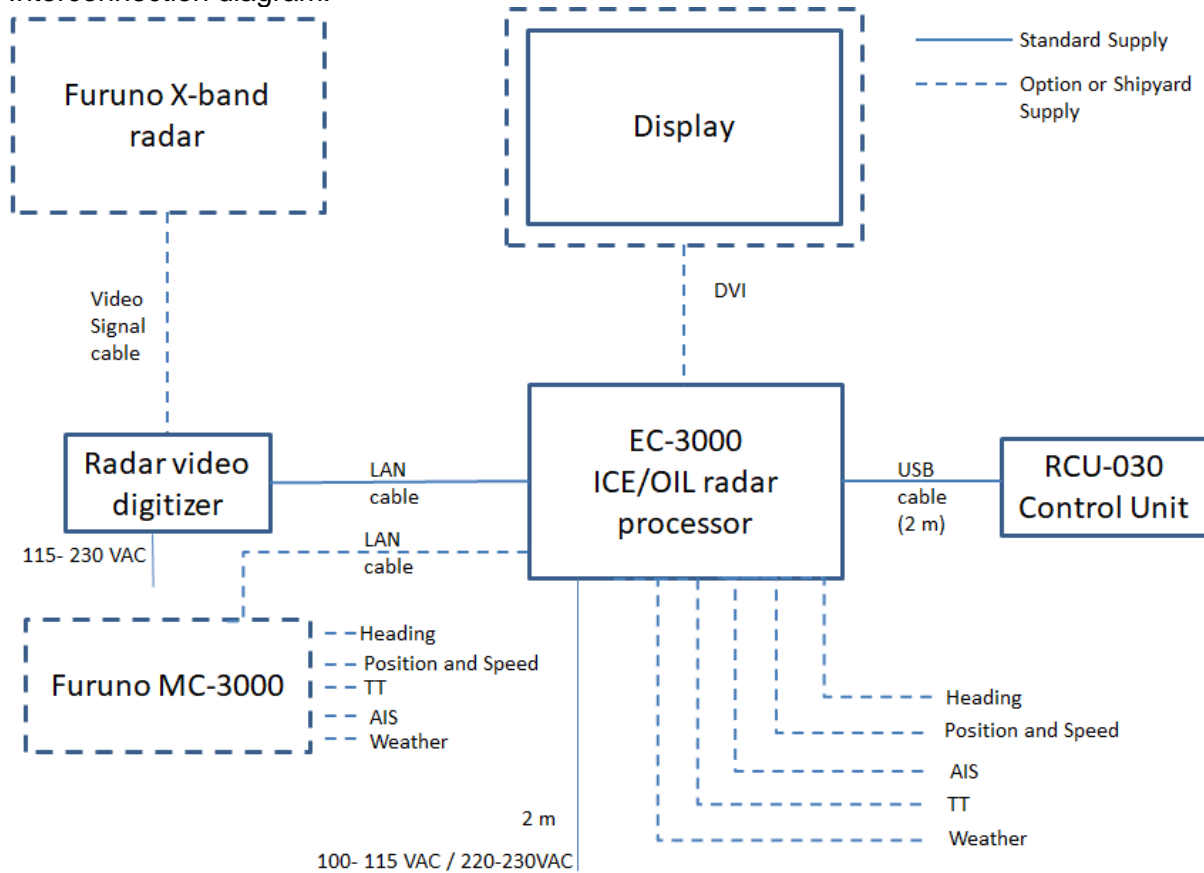 Interconnection diagram:
Furuno X-band
radar
Display
Standard Supply
Option or Shipyard
Supply
Video
Signal
cable
DVI
Radar video
digitizer
LAN
cable
EC-3000
ICE/OIL radar
processor
USB
cable
(2 m)
RCU-030
Control Unit
115- 230 VAC
LAN
cable
Furuno MC-3000
Heading
Position and Speed
TT
AIS
Weather
Heading
Position and Speed
AIS
TT
Weather
2 m
100- 115 VAC / 220-230VAC